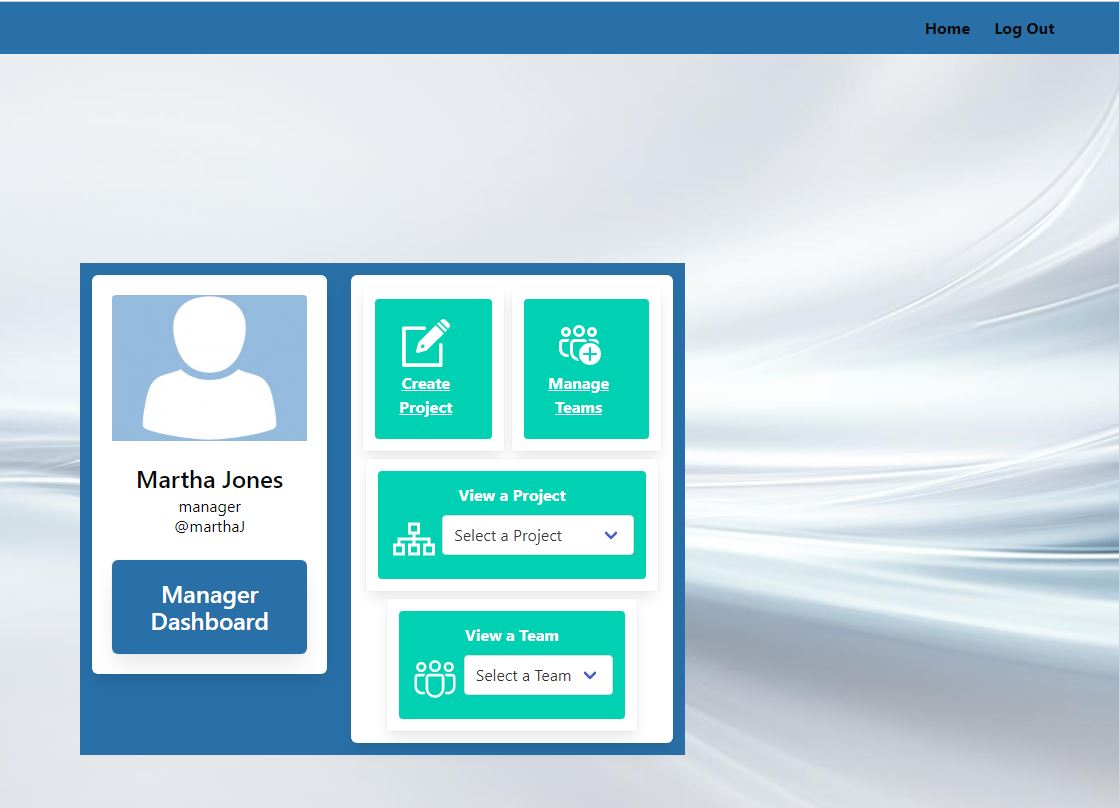 Home Log Out
Martha Jones
manager
@marthaJ
Manager
Dashboard
Create
Project
Manage
Teams
View a Project
Select a Project
View a Team
Select a Team